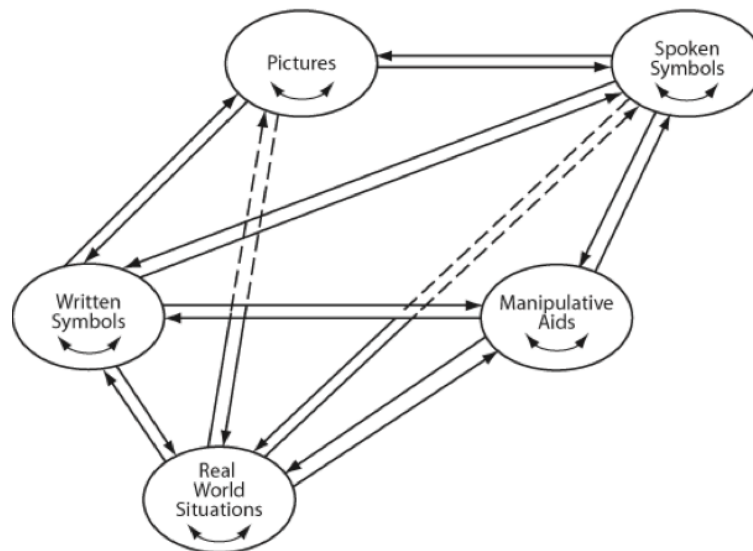 Pictures
Spoken
Symbols
Written
Symbols
Manipulative
Aids
Real
World
Situations